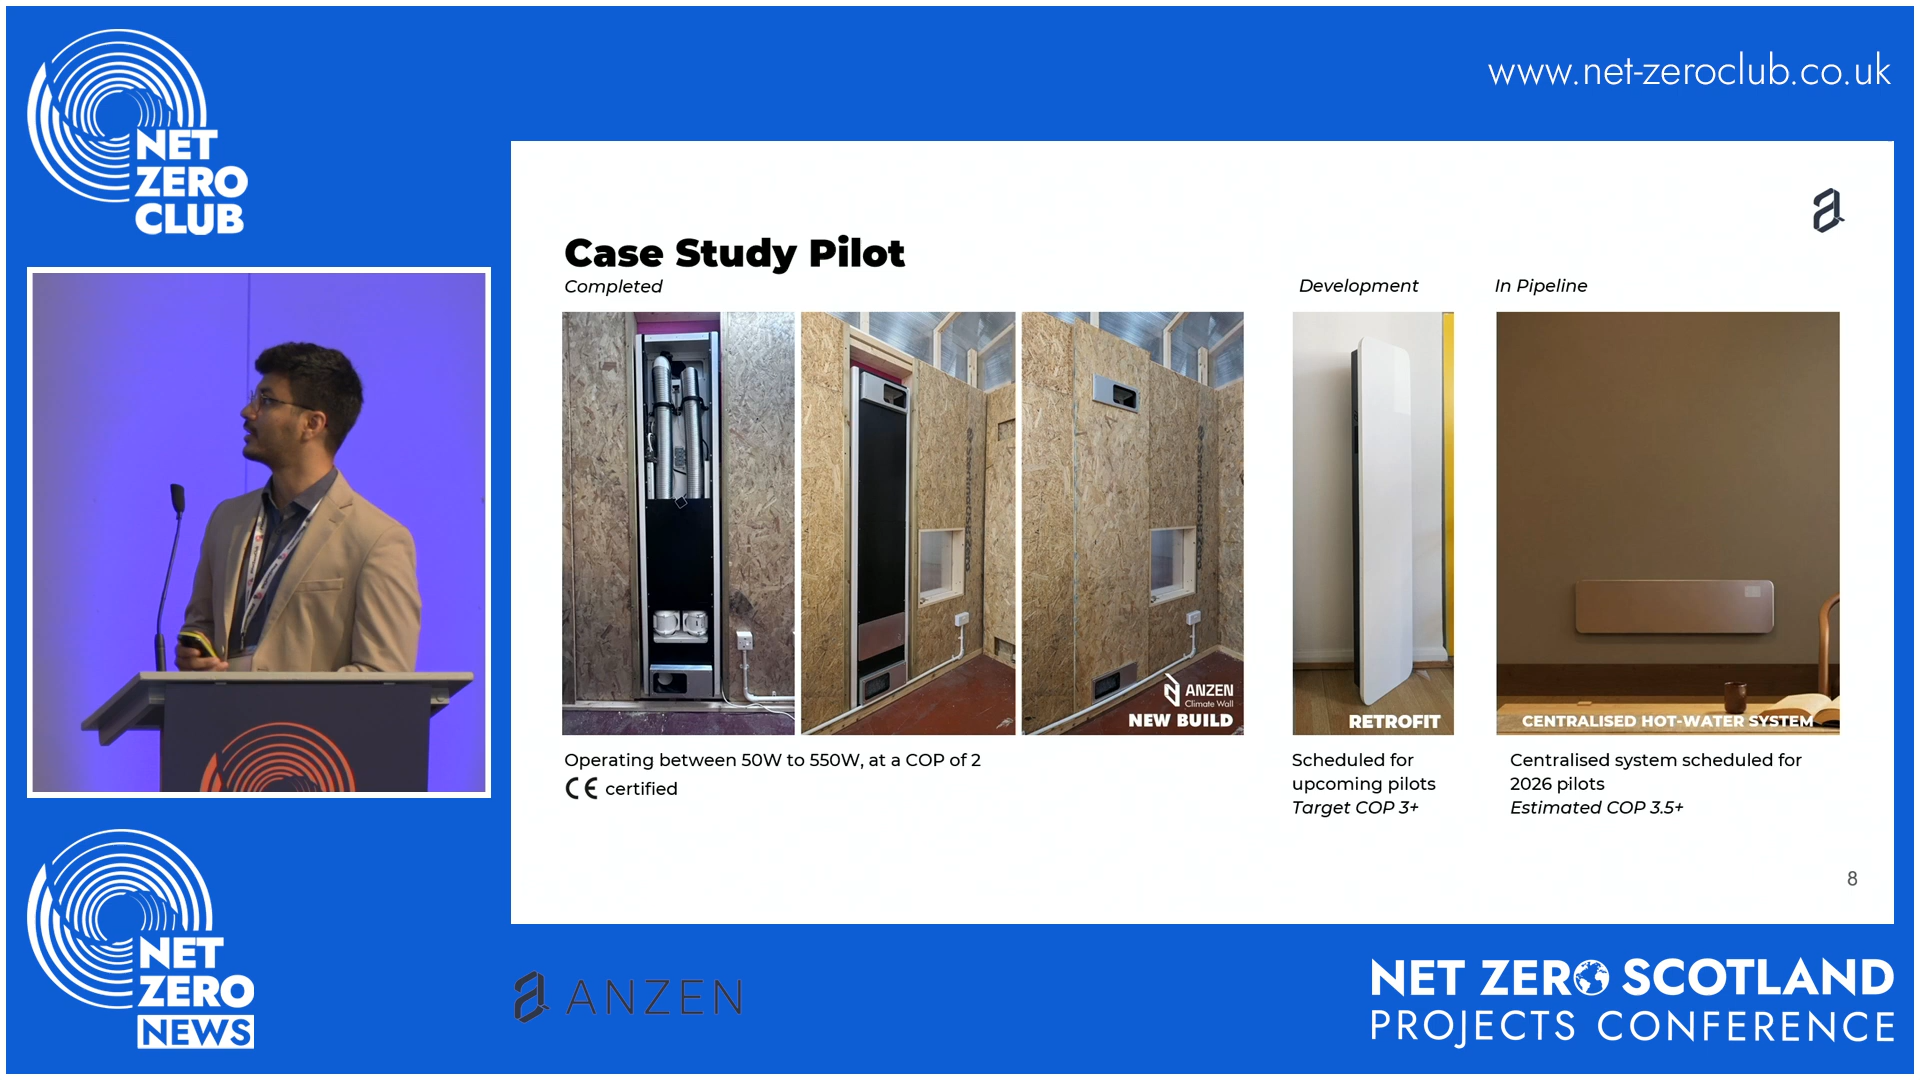 NET
ZERO
CLUB
www.net-zeroclub.co.uk
Case Study Pilot
Completed
Development
In Pipeline
ANZEN
Climate Wall
NEW BUILD
RETROFIT
CENTRALISED HOT-WATER SYSTEM
Operating between 50W to 550W, at a COP of 2
CE certified
Scheduled for
upcoming pilots
Target COP 3+
Centralised system scheduled for
2026 pilots
Estimated COP 3.5+
8
NET
ZERO
NEWS
ANZEN
NET ZERO SCOTLAND
PROJECTS CONFERENCE